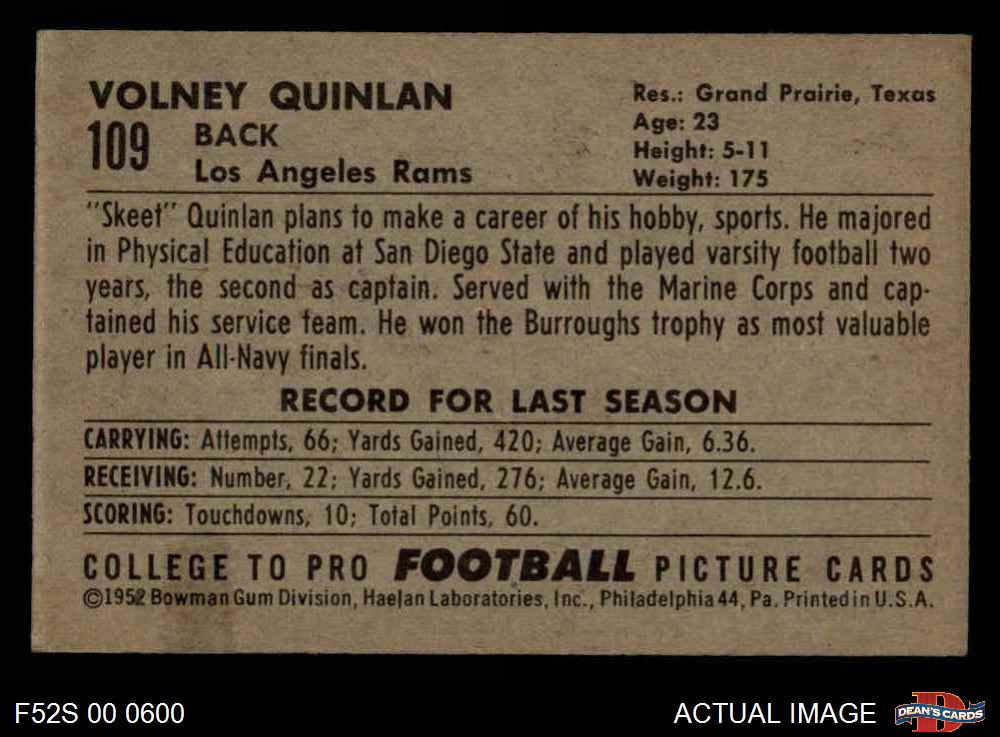 VOLNEY QUINLAN
109 BACK
Los Angeles Rams
Res.: Grand Prairie, Texas
Age: 23
Height: 5-11
Weight: 175
"Skeet" Quinlan plans to make a career of his hobby, sports. He majored
in Physical Education at San Diego State and played varsity football two
years, the second as captain. Served with the Marine Corps and cap-
tained his service team. He won the Burroughs trophy as most valuable
player in All-Navy finals.
RECORD FOR LAST SEASON
CARRYING: Attempts, 66; Yards Gained, 420; Average Gain, 6.36.
RECEIVING: Number, 22; Yards Gained, 276; Average Gain, 12.6.
SCORING: Touchdowns, 10; Total Points, 60.
COLLEGE TO PRO FOOTBALL PICTURE CARDS
©1952 Bowman Gum Division, Haelan Laboratories, Inc., Philadelphia 44, Pa. Printed in U.S.A.
F52S 00 0600
ACTUAL IMAGE
D
DEAN'S CARDS